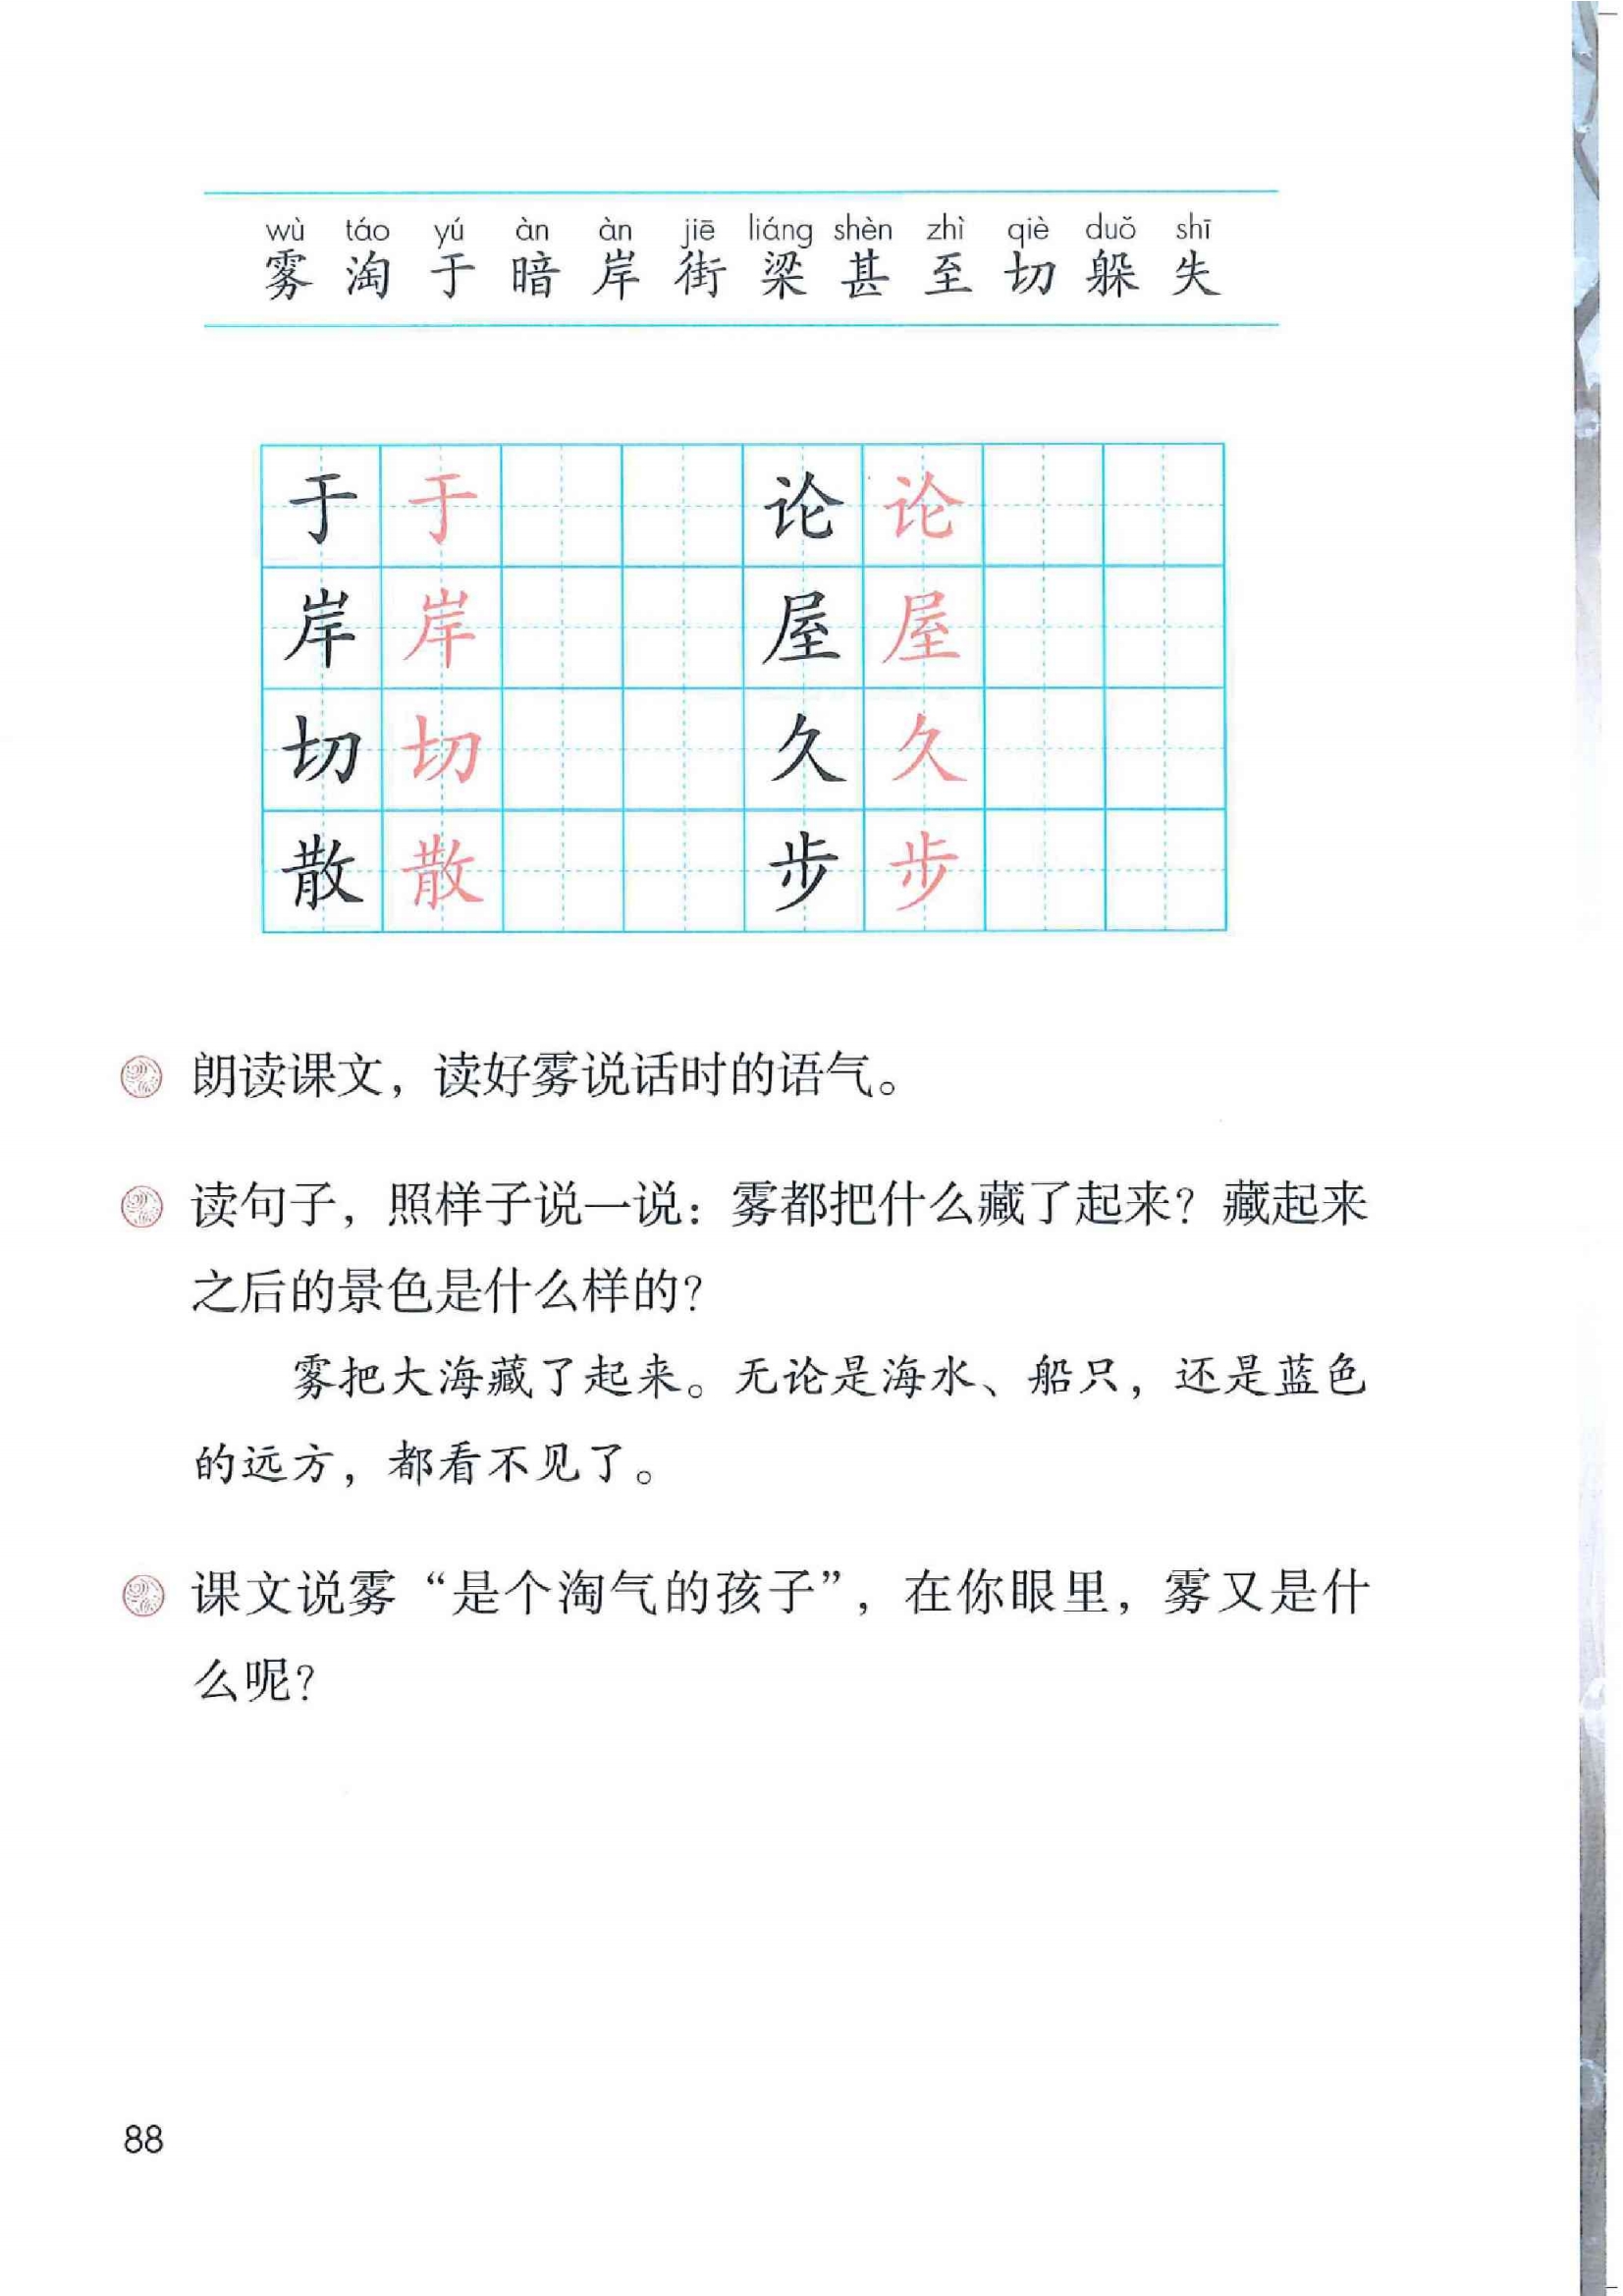 wù táo yú àn àn jiē liáng shèn zhì qiè duǒ shī
雾 淘 于 暗 岸 街 梁 甚 至 切 躲 失
于 于 论 论
岸 岸 屋 屋
切 切 久 久
散 散 步 步
朗读课文，读好雾说话时的语气。
读句子，照样子说一说：雾都把什么藏了起来？藏起来
之后的景色是什么样的？
雾把大海藏了起来。无论是海水、船只，还是蓝色
的远方，都看不见了。
课文说雾“是个淘气的孩子”，在你眼里，雾又是什
么呢？
88